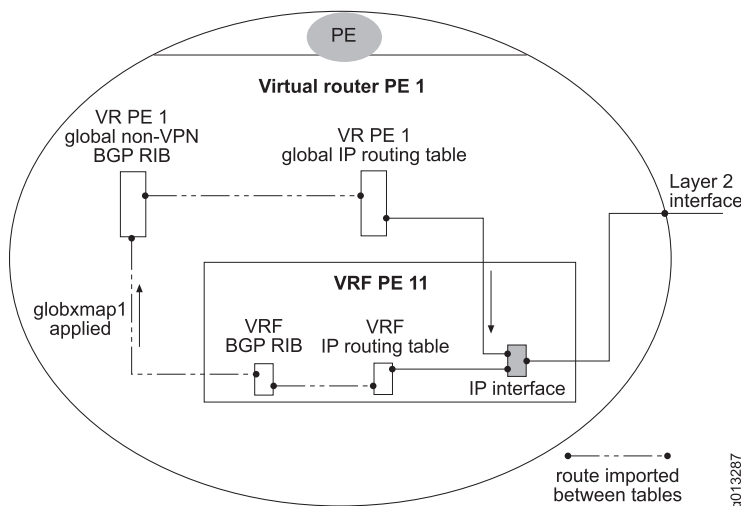 PE
Virtual router PE 1
VR PE 1
global non-VPN
BGP RIB
VR PE 1
global IP routing table
Layer 2
interface
VRF PE 11
globxmap1
applied
VRF
BGP RIB
VRF
IP routing table
IP interface
route imported
between tables
g013287